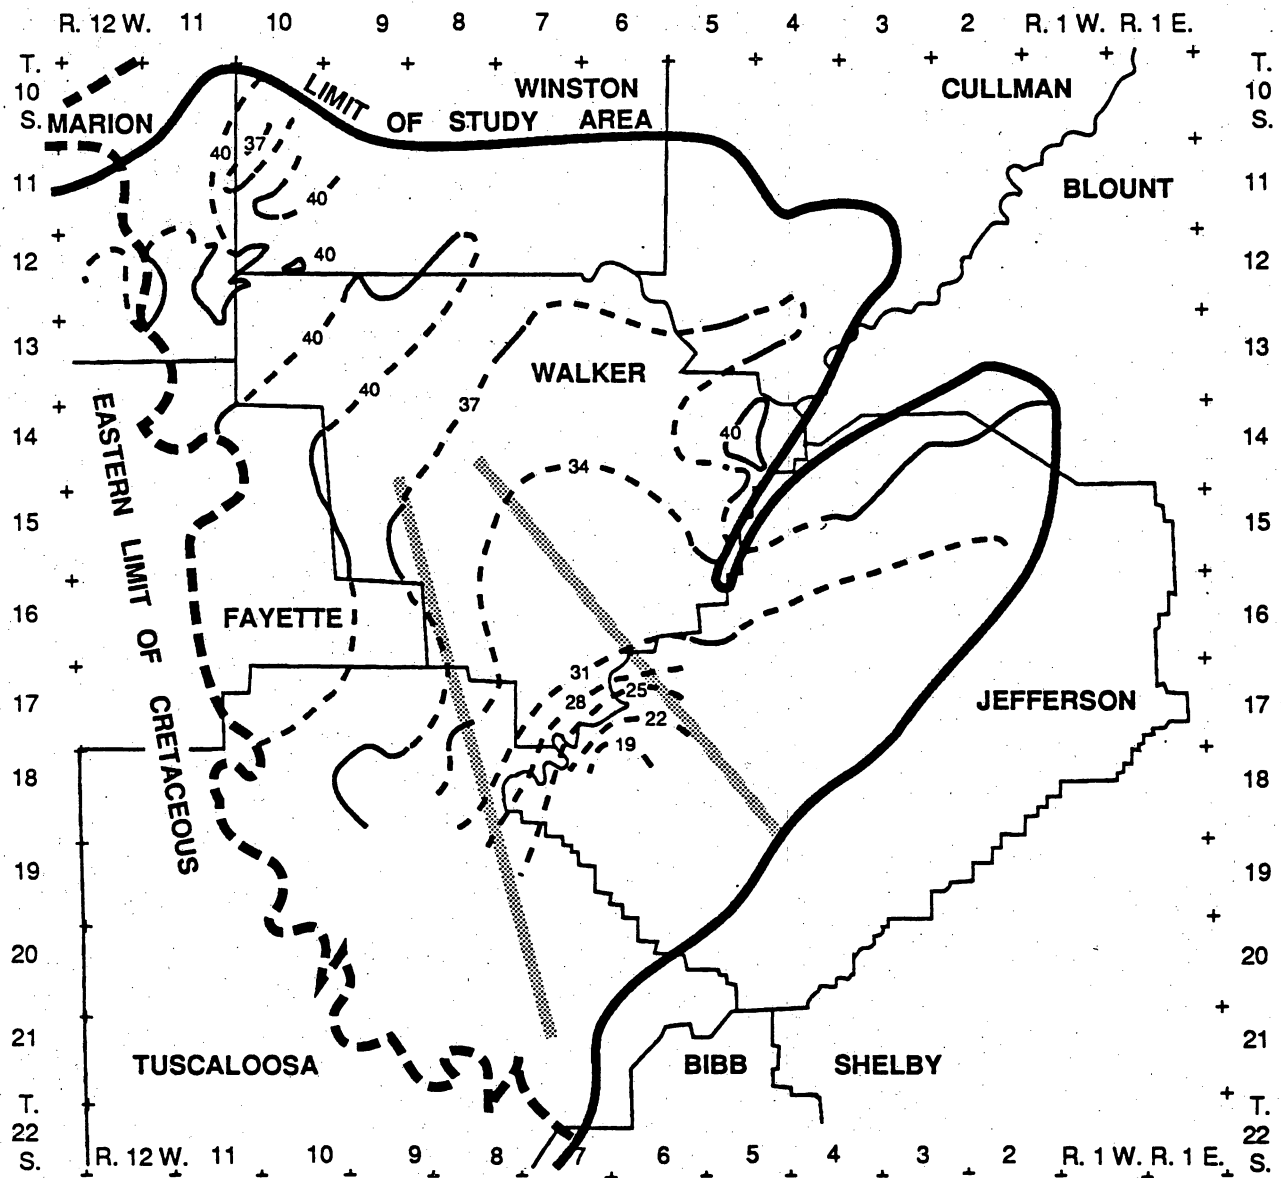 R. 12 W. 11 10 9 8 7 6 5 4 3 2 R. 1 W. R. 1 E.
T. T.
10 WINSTON CULLMAN 10
S. MARION LIMIT OF STUDY AREA S.
40 37
11 BLOUNT 11
40
12 40 12
13 40 WALKER 13
40 37
14 40 14
34
15 15
16 FAYETTE 16
31
17 28 25 JEFFERSON 17
22
19
18 18
EASTERN LIMIT OF CRETACEOUS
19 19
20 20
21 21
TUSCALOOSA BIBB SHELBY
T. T.
22 22
S. R. 12 W. 11 10 9 8 7 6 5 4 3 2 R. 1 W. R. 1 E. S.